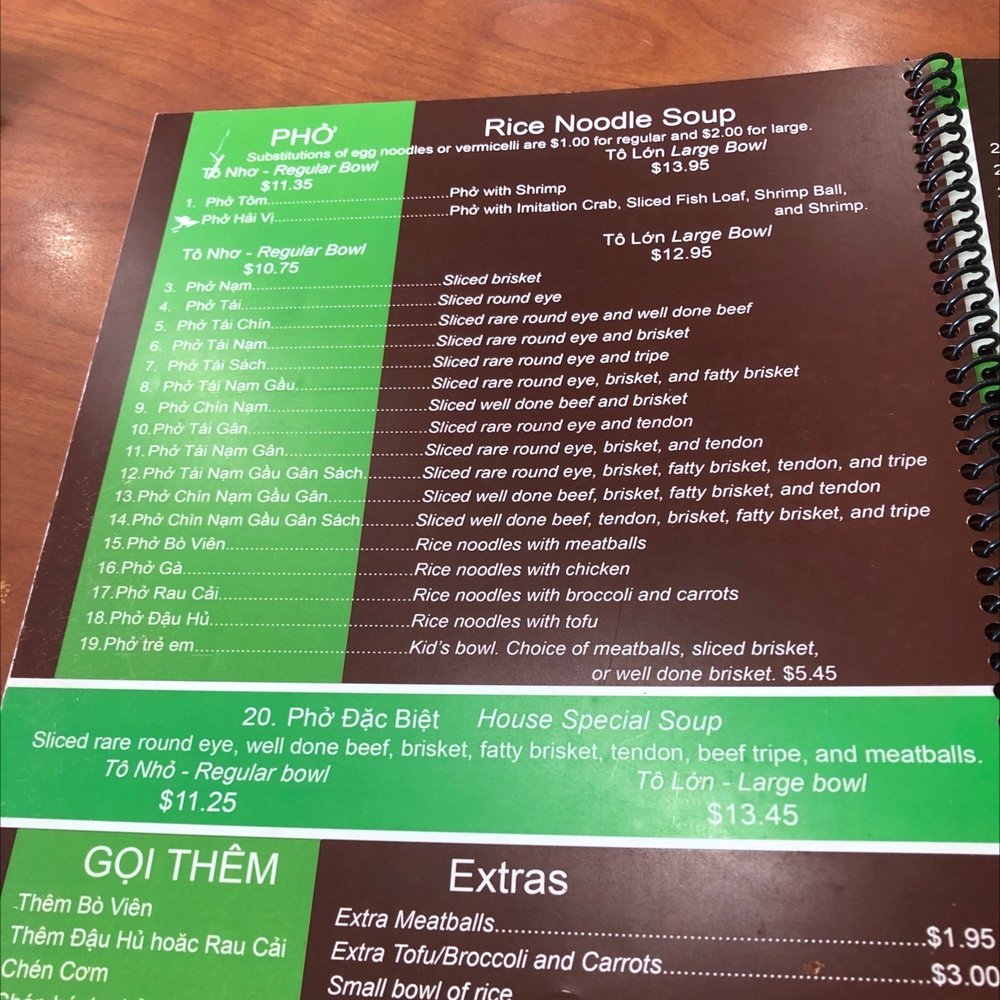 PHỞ Rice Noodle Soup
Substitutions of egg noodles or vermicelli are $1.00 for regular and $2.00 for large.
Tô Nhơ - Regular Bowl Tô Lớn Large Bowl
$11.35 $13.95
1. Phở Tôm..........Phở with Shrimp
Phở Hải Vị..........Phở with Imitation Crab, Sliced Fish Loaf, Shrimp Ball,
and Shrimp.
Tô Nhơ - Regular Bowl Tô Lớn Large Bowl
$10.75 $12.95
3. Phở Nạm..........Sliced brisket
4. Phở Tái..........Sliced round eye
5. Phở Tái Chín..........Sliced rare round eye and well done beef
6. Phở Tái Nạm..........Sliced rare round eye and brisket
7. Phở Tái Sách..........Sliced rare round eye and tripe
8. Phở Tái Nạm Gầu..........Sliced rare round eye, brisket, and fatty brisket
9. Phở Chín Nạm..........Sliced well done beef and brisket
10.Phở Tái Gân..........Sliced rare round eye and tendon
11.Phở Tái Nạm Gân..........Sliced rare round eye, brisket, and tendon
12.Phở Tái Nạm Gầu Gân Sách..........Sliced rare round eye, brisket, fatty brisket, tendon, and tripe
13.Phở Chín Nạm Gầu Gân..........Sliced well done beef, brisket, fatty brisket, and tendon
14.Phở Chìn Nạm Gầu Gân Sách..........Sliced well done beef, tendon, brisket, fatty brisket, and tripe
15.Phở Bò Viên..........Rice noodles with meatballs
16.Phở Gà..........Rice noodles with chicken
17.Phở Rau Cải..........Rice noodles with broccoli and carrots
18.Phở Đậu Hủ..........Rice noodles with tofu
19.Phở trẻ em..........Kid's bowl. Choice of meatballs, sliced brisket,
or well done brisket. $5.45
20. Phở Đặc Biệt House Special Soup
Sliced rare round eye, well done beef, brisket, fatty brisket, tendon, beef tripe, and meatballs.
Tô Nhỏ - Regular bowl Tô Lớn - Large bowl
$11.25 $13.45
GỌI THÊM Extras
Thêm Bò Viên Extra Meatballs..........$1.95
Thêm Đậu Hủ hoặc Rau Cải Extra Tofu/Broccoli and Carrots..........$3.00
Chén Cơm Small bowl of rice